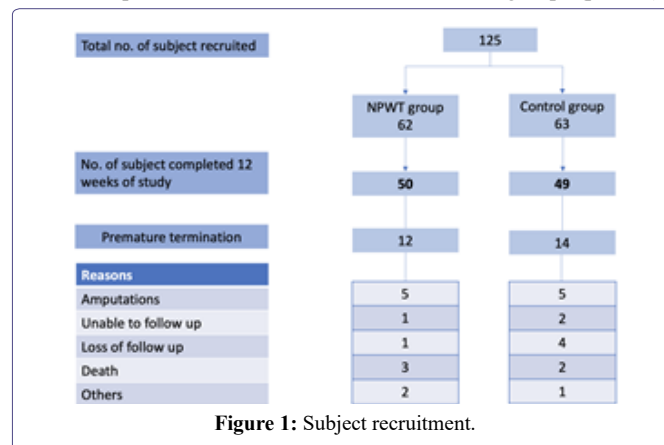 Total no. of subject recruited
125
NPWT group
62
Control group
63
No. of subject completed 12
weeks of study
50
49
Premature termination
12
14
Reasons
Amputations
5
5
Unable to follow up
1
2
Loss of follow up
1
4
Death
3
2
Others
2
1
Figure 1: Subject recruitment.